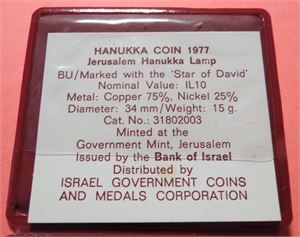 HANUKKA COIN 1977
Jerusalem Hanukka Lamp
BU/Marked with the 'Star of David'
Nominal Value: IL10
Metal: Copper 75%, Nickel 25%
Diameter: 34 mm/Weight: 15 g.
Cat. No.: 31802003
Minted at the
Government Mint, Jerusalem
Issued by the Bank of Israel
Distributed by
ISRAEL GOVERNMENT COINS
AND MEDALS CORPORATION